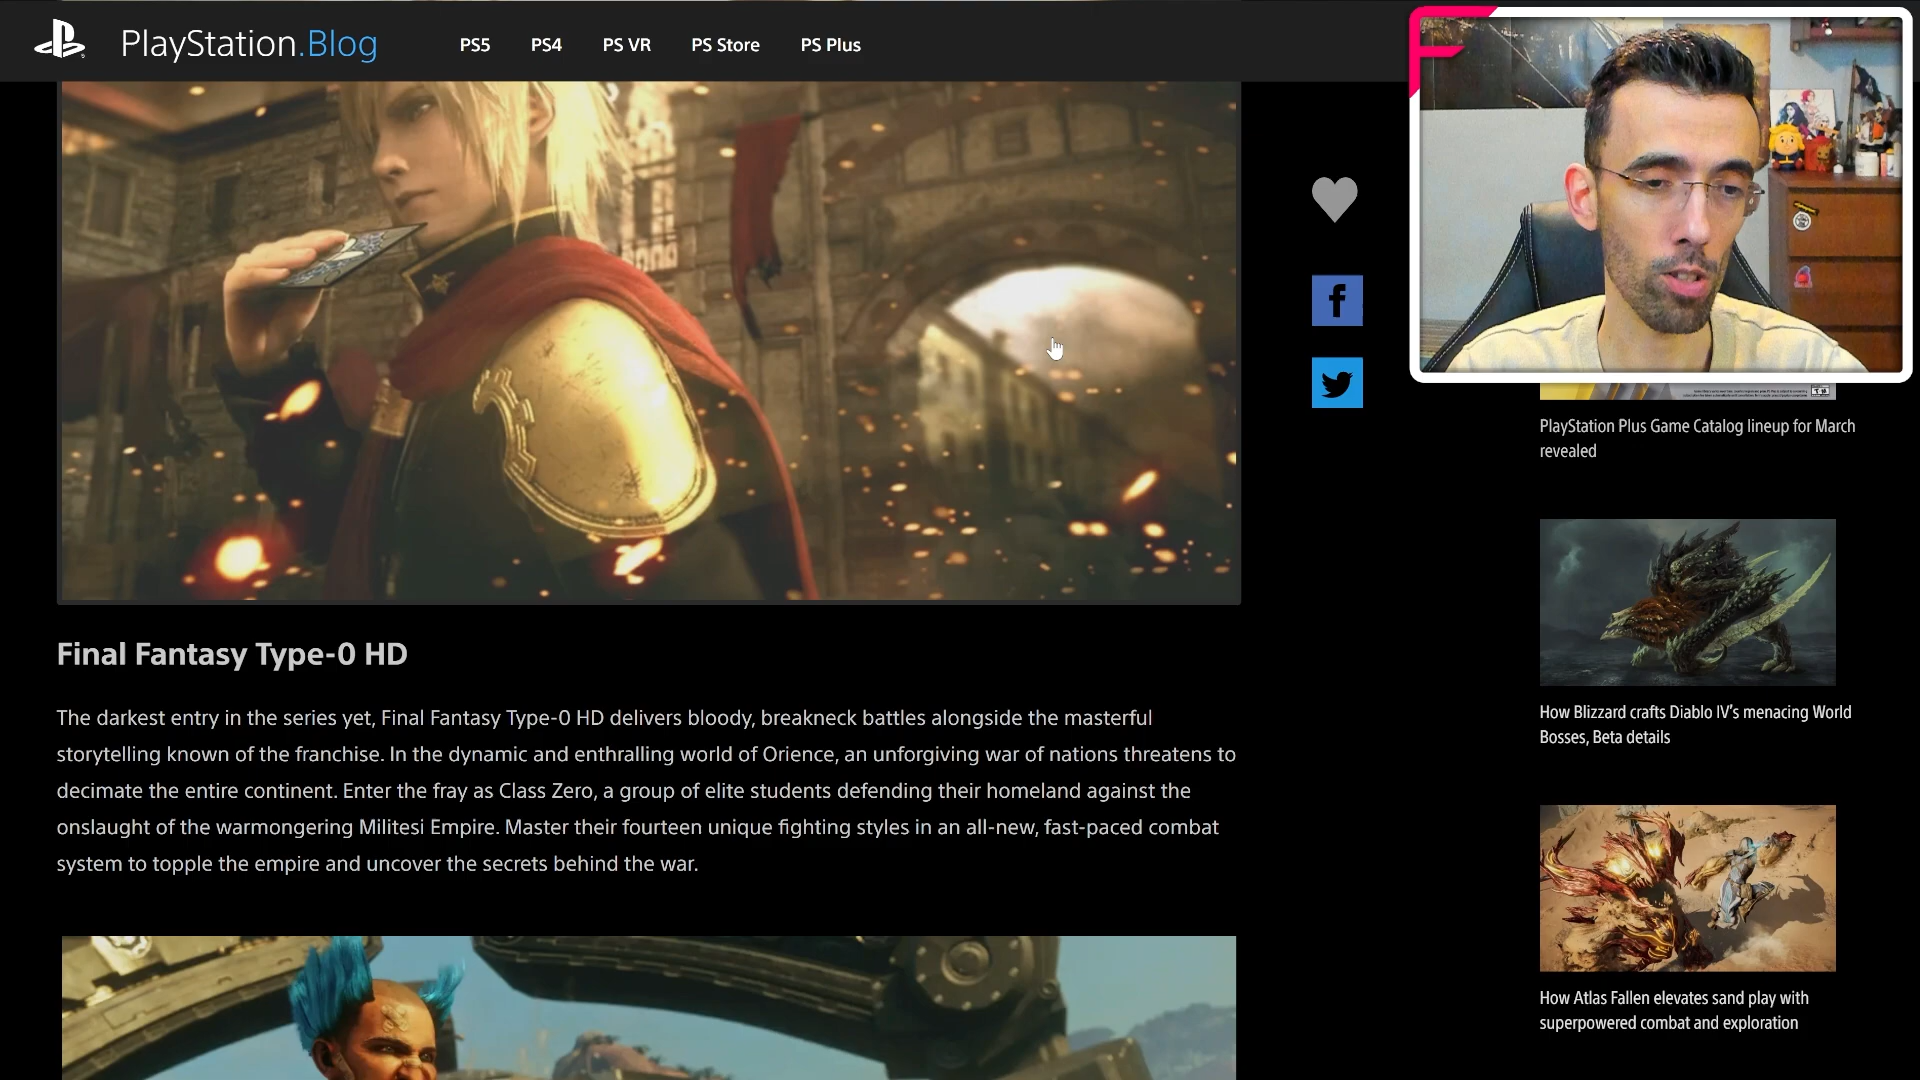 PlayStation.Blog
PS5
PS4
PS VR
PS Store
PS Plus
PlayStation Plus Game Catalog lineup for March
revealed
Final Fantasy Type-0 HD
The darkest entry in the series yet, Final Fantasy Type-0 HD delivers bloody, breakneck battles alongside the masterful
storytelling known of the franchise. In the dynamic and enthralling world of Orience, an unforgiving war of nations threatens to
decimate the entire continent. Enter the fray as Class Zero, a group of elite students defending their homeland against the
onslaught of the warmongering Militesi Empire. Master their fourteen unique fighting styles in an all-new, fast-paced combat
system to topple the empire and uncover the secrets behind the war.
How Blizzard crafts Diablo IV's menacing World
Bosses, Beta details
How Atlas Fallen elevates sand play with
superpowered combat and exploration